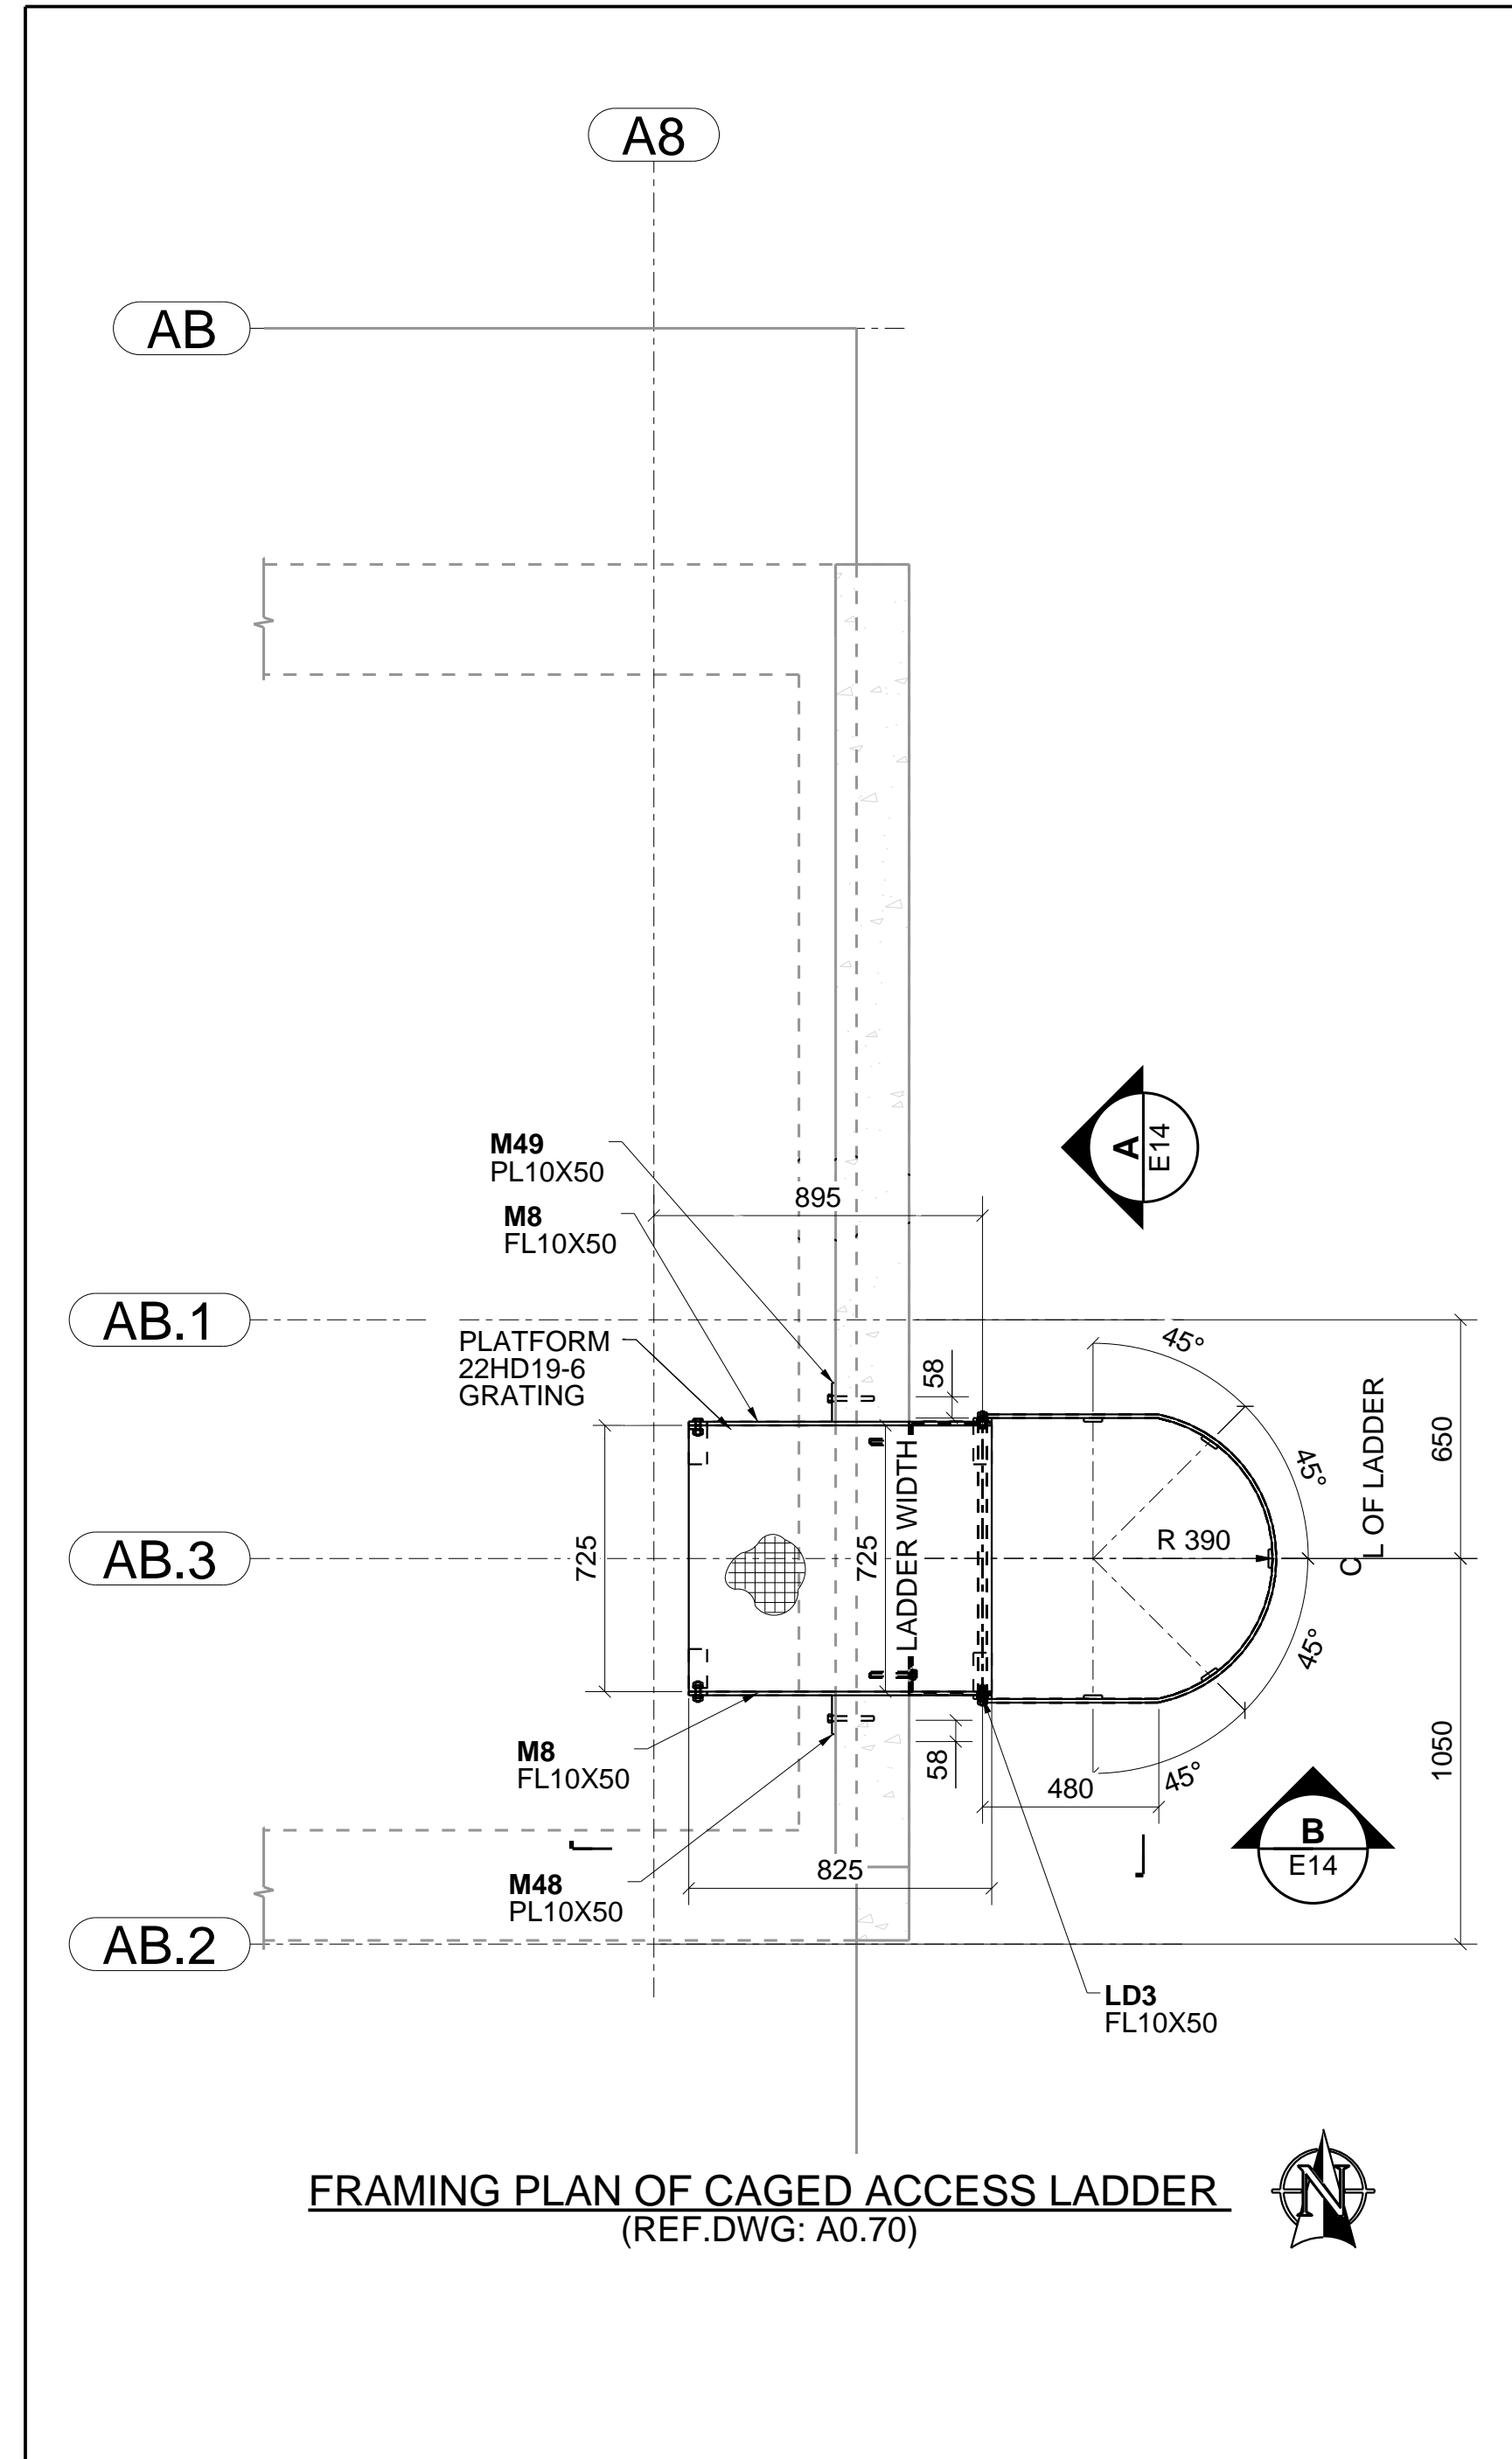 A8
AB
M49
PL10X50
M8
FL10X50
895
A
E14
AB.1
PLATFORM
22HD19-6
GRATING
58
45°
45°
CL OF LADDER
650
AB.3
725
725
LADDER WIDTH
R 390
45°
45°
1050
M8
FL10X50
58
480
B
E14
825
M48
PL10X50
AB.2
LD3
FL10X50
FRAMING PLAN OF CAGED ACCESS LADDER
(REF.DWG: A0.70)
N